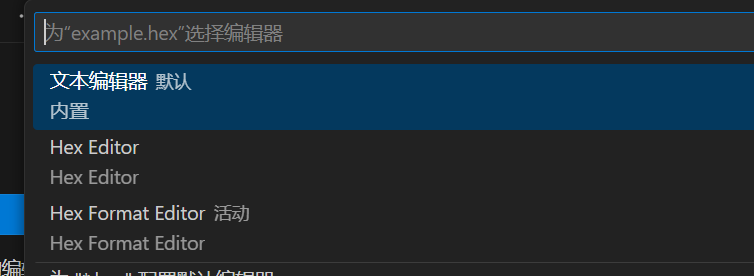 为"example.hex"选择编辑器
文本编辑器 默认
内置
Hex Editor
Hex Editor
Hex Format Editor 活动
Hex Format Editor